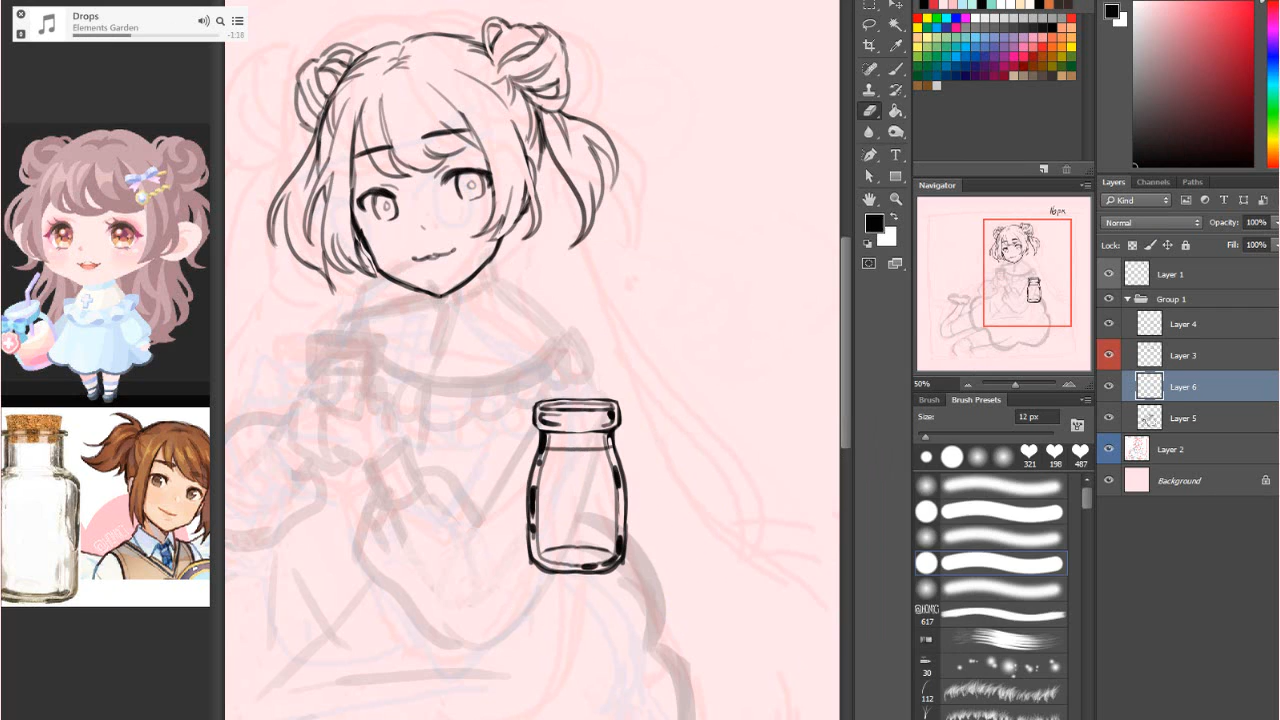 Drops
Elements Garden
-1:16
Navigator
16px
50%
Brush
Brush Presets
Size:
12 px
321
198
487
617
30
112
Layers
Channels
Paths
Kind
Normal
Opacity:
100%
Lock:
Fill:
100%
Layer 1
Group 1
Layer 4
Layer 3
Layer 6
Layer 5
Layer 2
Background